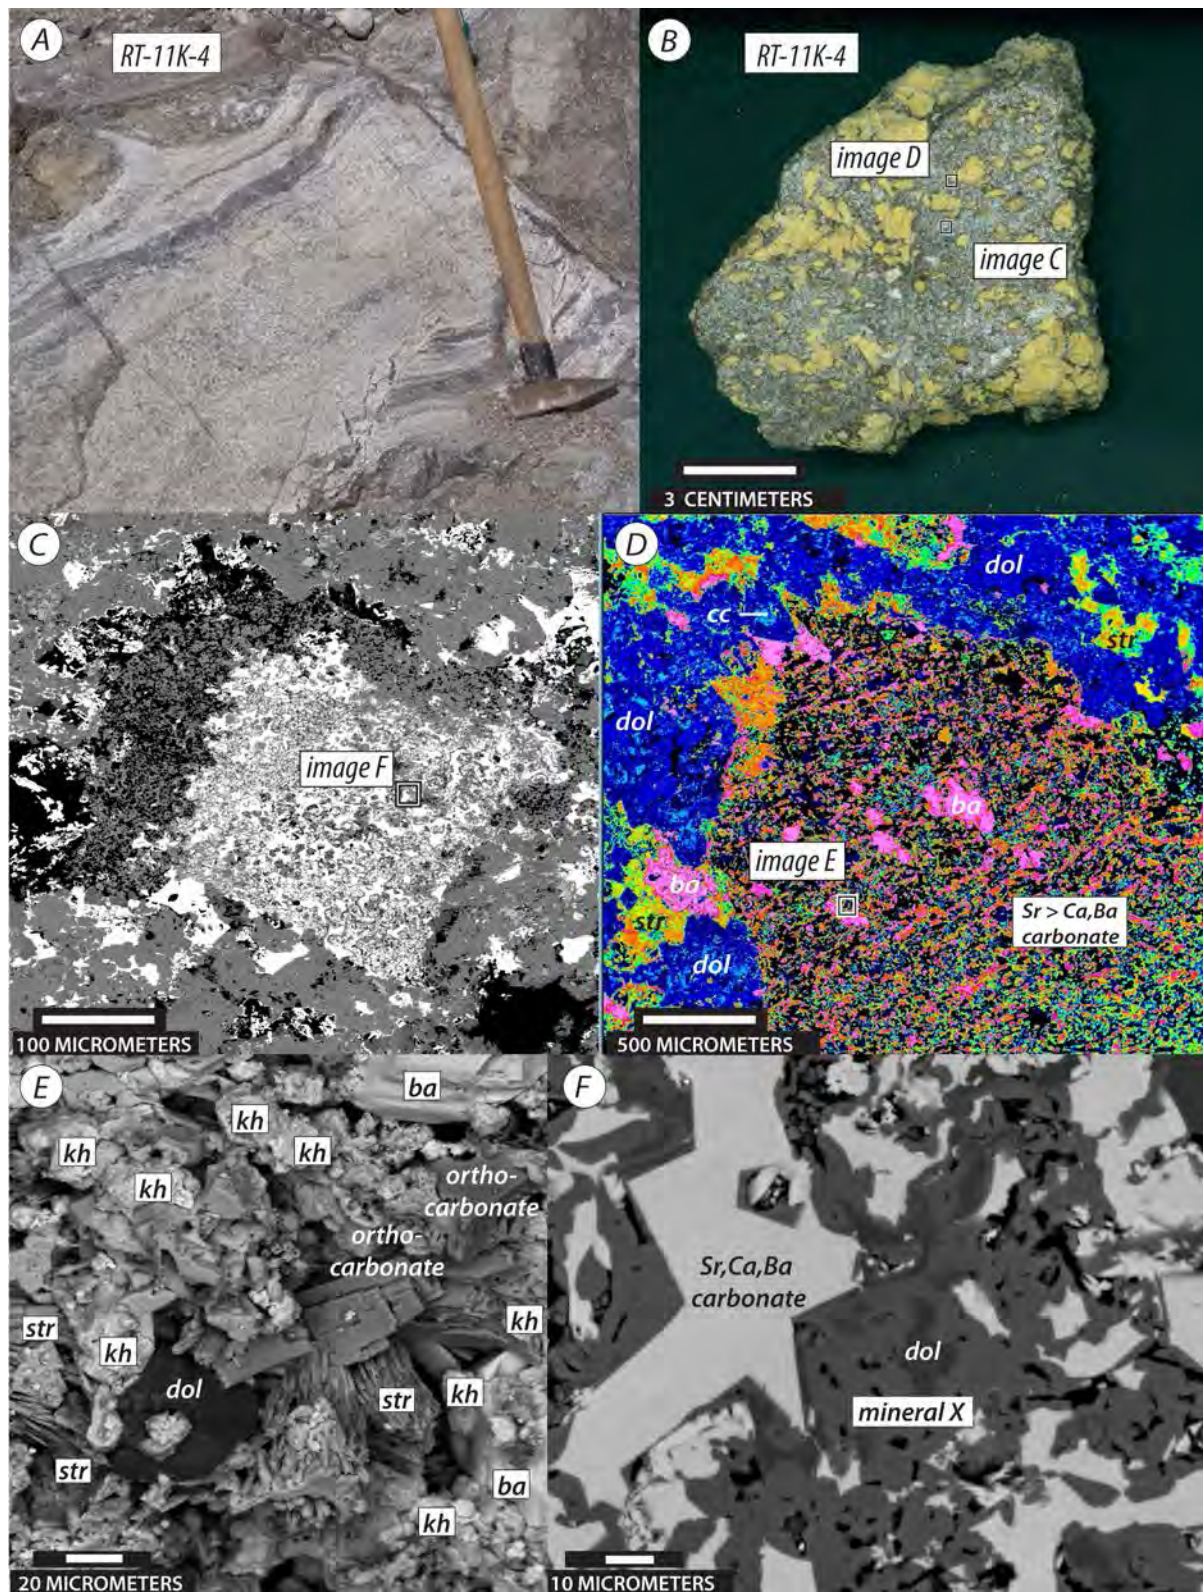 A
RT-11K-4
B
RT-11K-4
image D
image C
3 CENTIMETERS
C
image F
100 MICROMETERS
D
dol
cc
str
dol
ba
image E
ba
str
Sr > Ca,Ba
carbonate
dol
500 MICROMETERS
E
ba
kh
kh
kh
kh
ortho-
carbonate
ortho-
carbonate
str
kh
kh
dol
str
kh
str
ba
kh
20 MICROMETERS
F
Sr,Ca,Ba
carbonate
dol
mineral X
10 MICROMETERS